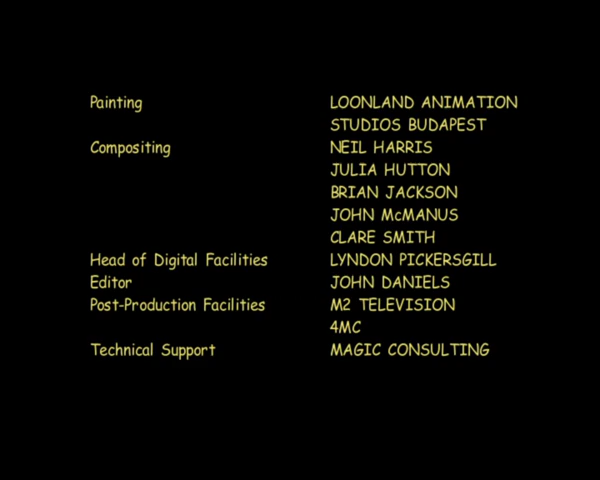 Painting LOONLAND ANIMATION
STUDIOS BUDAPEST
Compositing NEIL HARRIS
JULIA HUTTON
BRIAN JACKSON
JOHN McMANUS
CLARE SMITH
Head of Digital Facilities LYNDON PICKERSGILL
Editor JOHN DANIELS
Post-Production Facilities M2 TELEVISION
4MC
Technical Support MAGIC CONSULTING